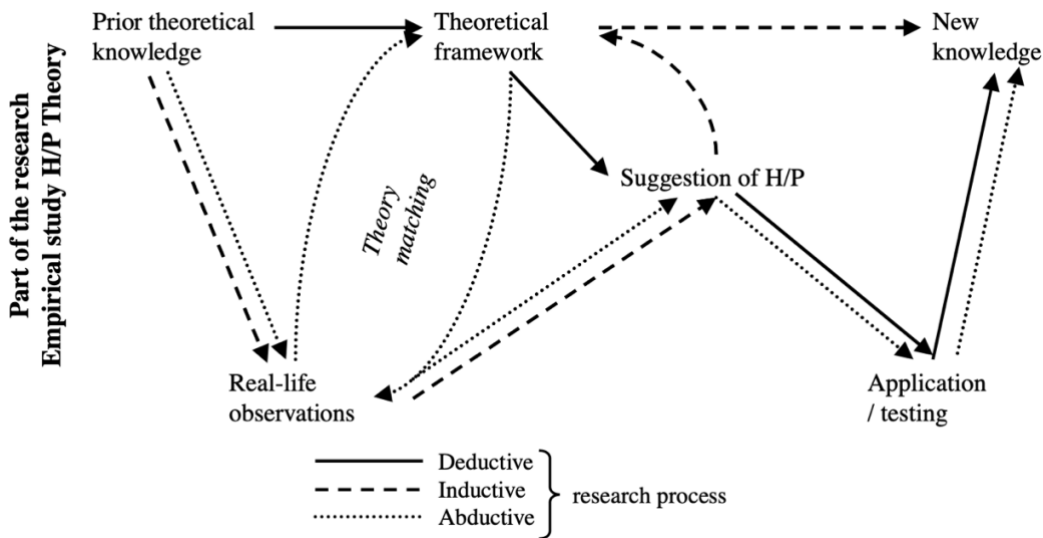 Part of the research
Empirical study H/P Theory
Prior theoretical
knowledge
Theoretical
framework
New
knowledge
Suggestion of H/P
Theory
matching
Real-life
observations
Application
/ testing
Deductive
Inductive
Abductive
research process